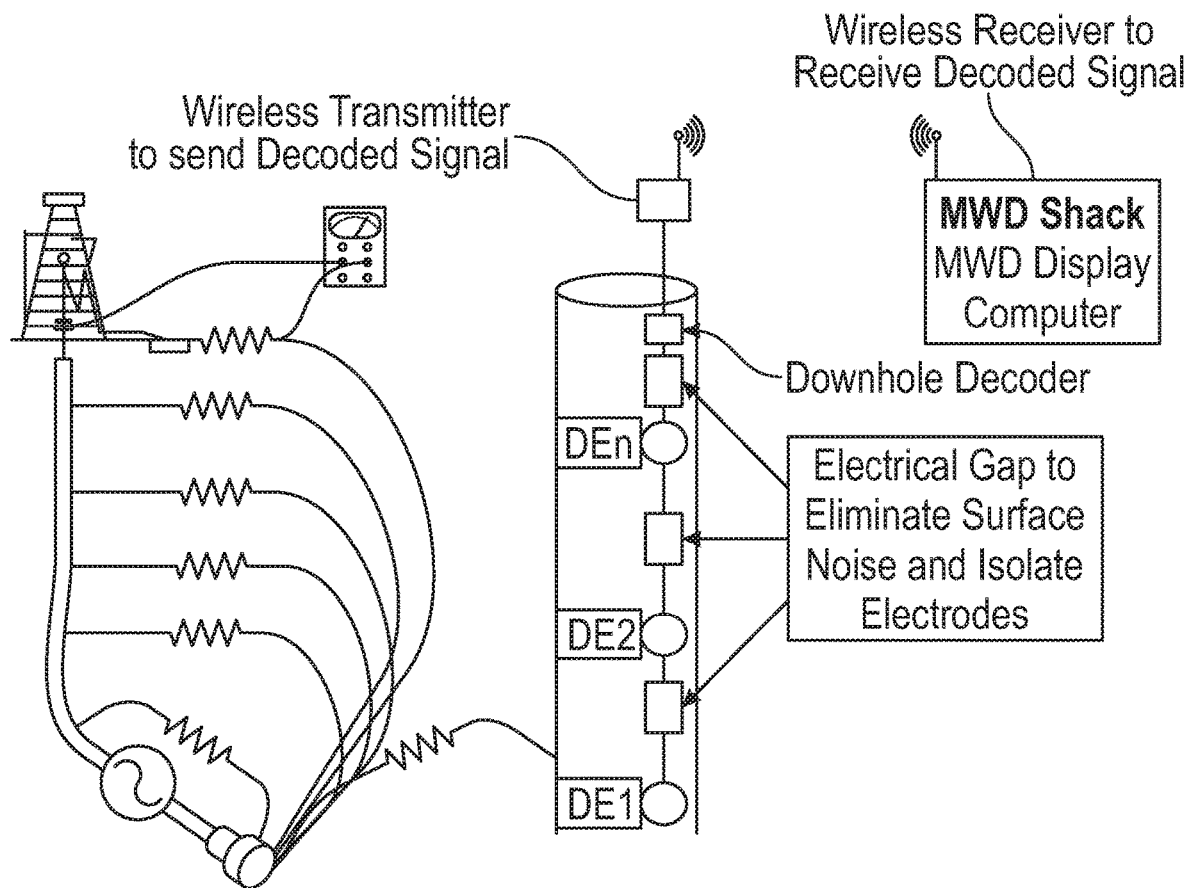 Wireless Receiver to
Receive Decoded Signal
Wireless Transmitter
to send Decoded Signal
MWD Shack
MWD Display
Computer
Downhole Decoder
DEn
Electrical Gap to
Eliminate Surface
Noise and Isolate
Electrodes
DE2
DE1